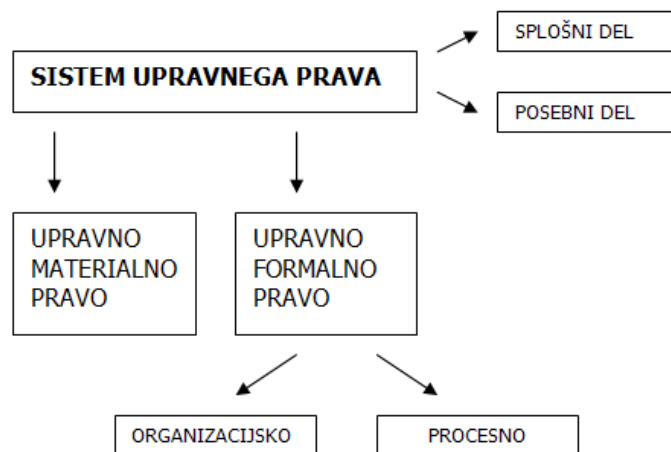 SPLOŠNI DEL
SISTEM UPRAVNEGA PRAVA
POSEBNI DEL
UPRAVNO
MATERIALNO
PRAVO
UPRAVNO
FORMALNO
PRAVO
ORGANIZACIJSKO
PROCESNO